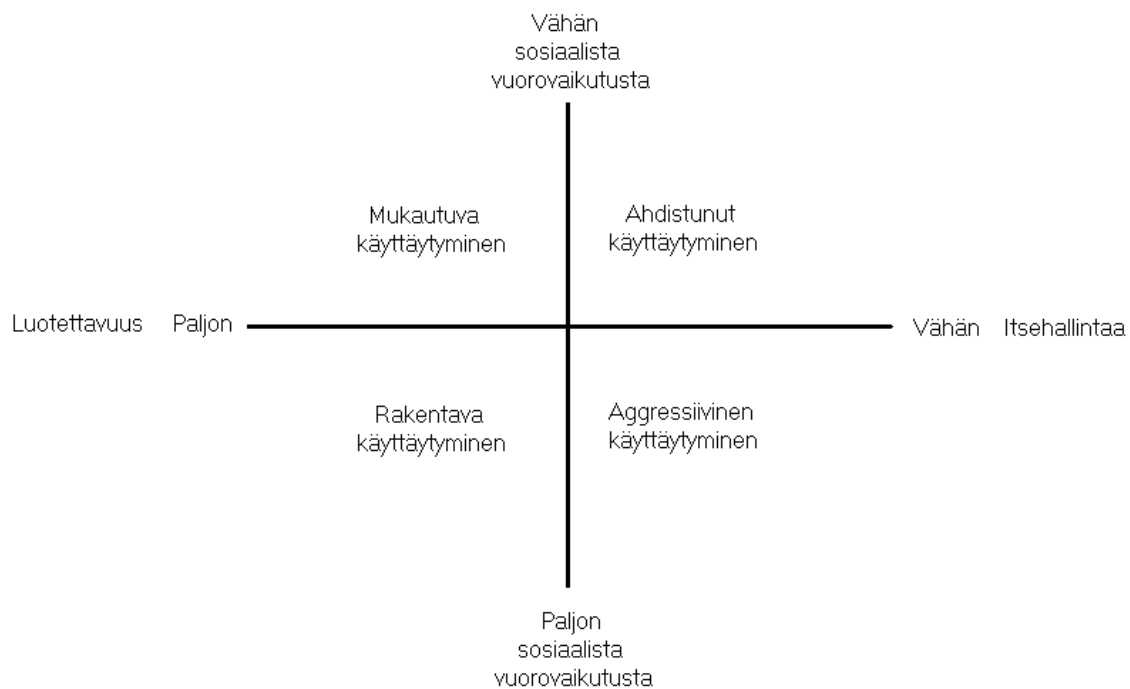 Vähän
sosiaalista
vuorovaikutusta
Mukautuva
käyttäytyminen
Ahdistunut
käyttäytyminen
Luotettavuus Paljon
Vähän Itsehallintaa
Rakentava
käyttäytyminen
Aggressiivinen
käyttäytyminen
Paljon
sosiaalista
vuorovaikutusta